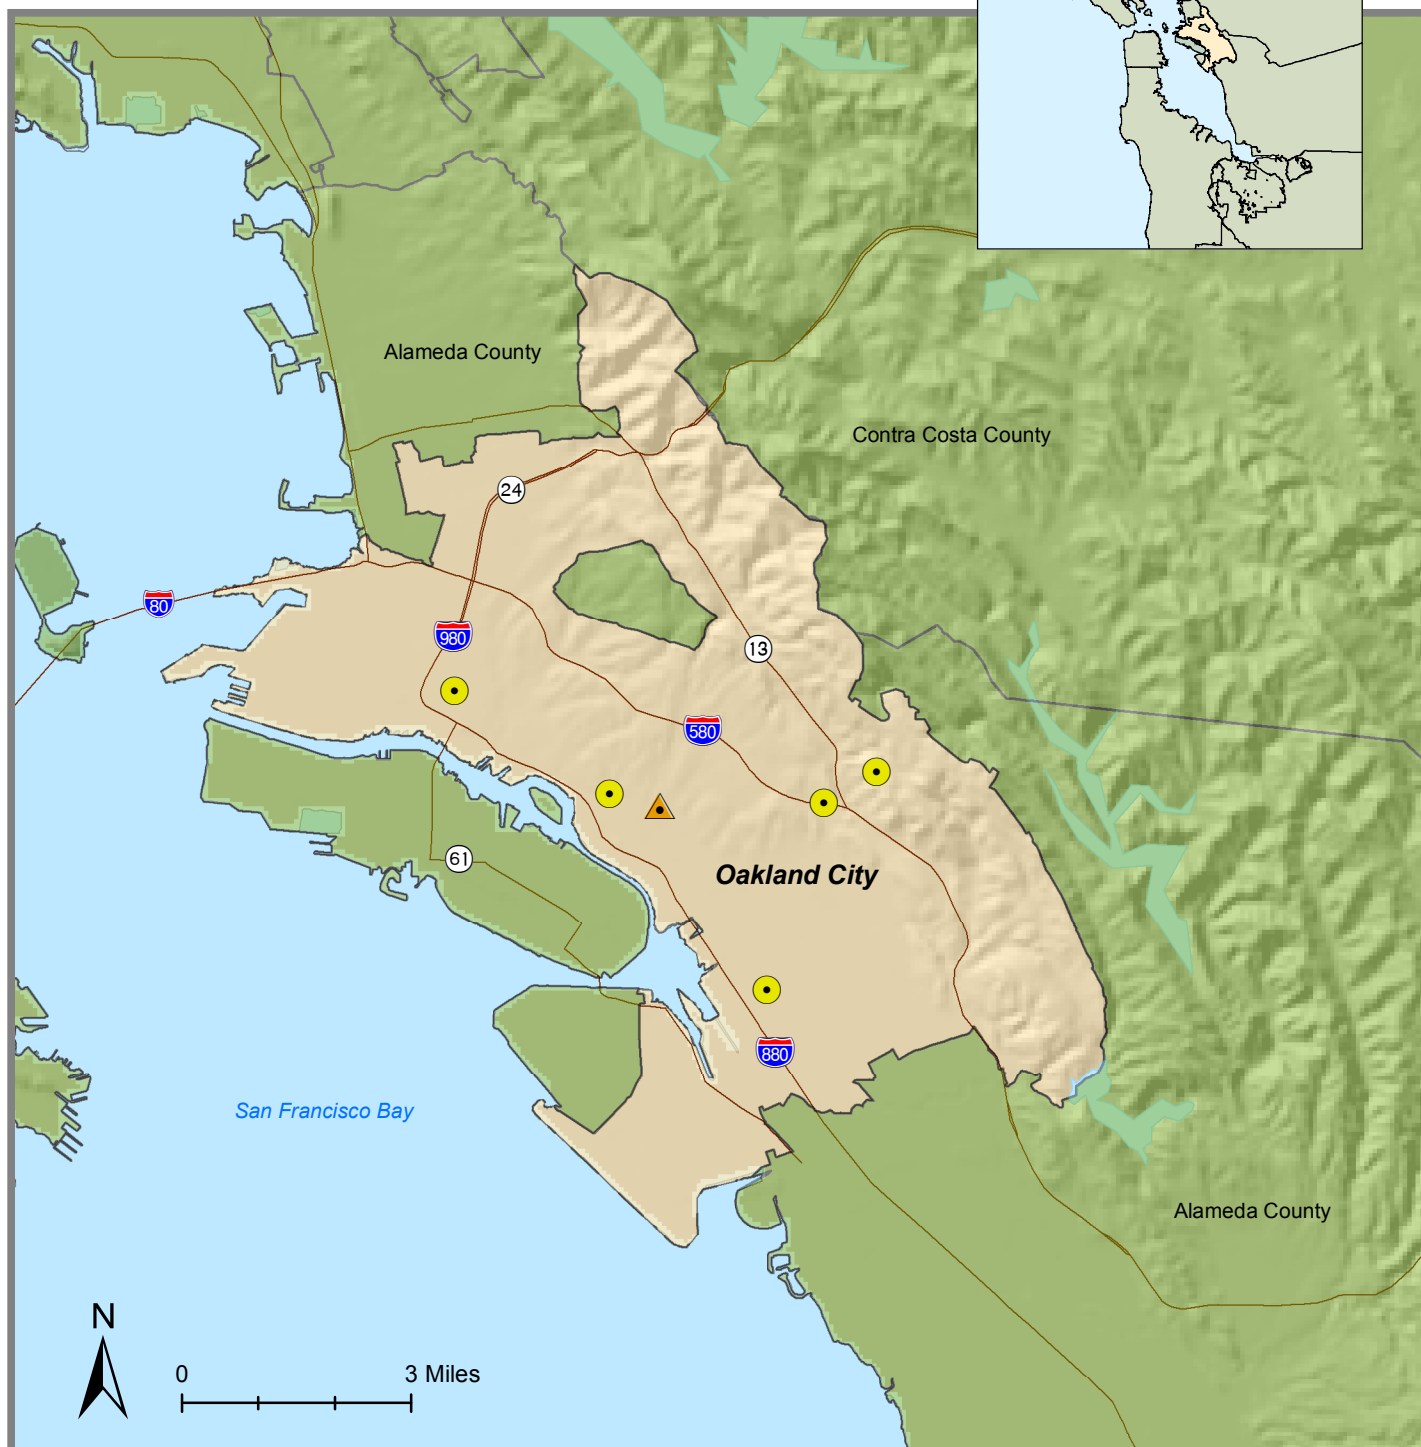 Alameda County
Contra Costa County
24
80
980
13
580
61
Oakland City
880
San Francisco Bay
Alameda County
N
0 3 Miles